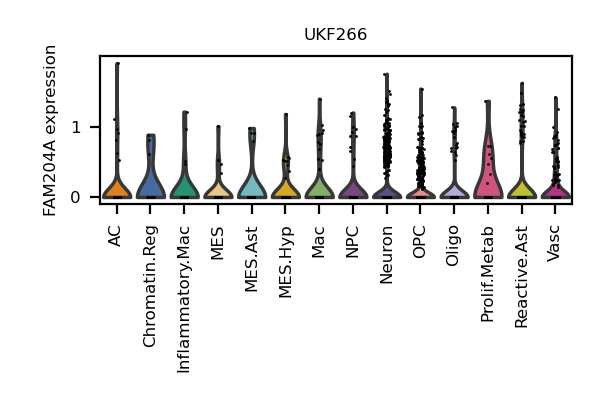 UKF266
FAM204A expression
1
0
AC
Chromatin.Reg
Inflammatory.Mac
MES
MES.Ast
MES.Hyp
Mac
NPC
Neuron
OPC
Oligo
Prolif.Metab
Reactive.Ast
Vasc